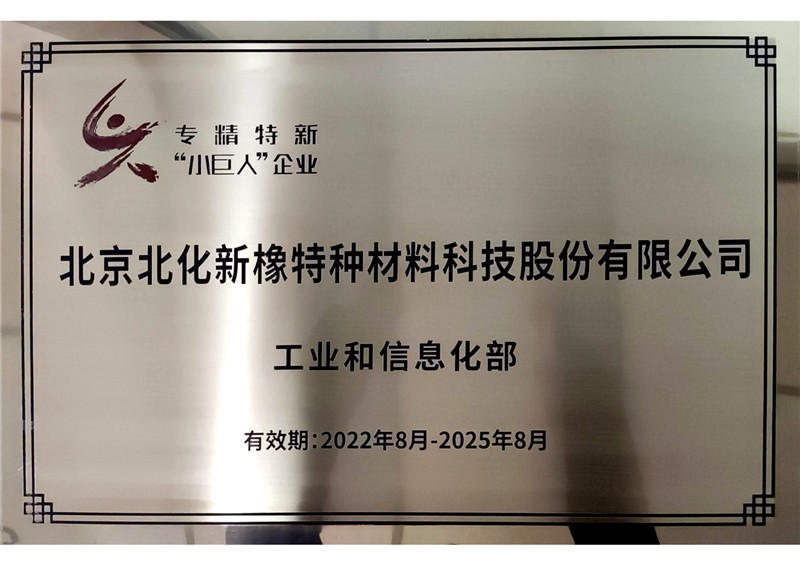 专精特新
“小巨人”企业
北京北化新橡特种材料科技股份有限公司
工业和信息化部
有效期：2022年8月-2025年8月